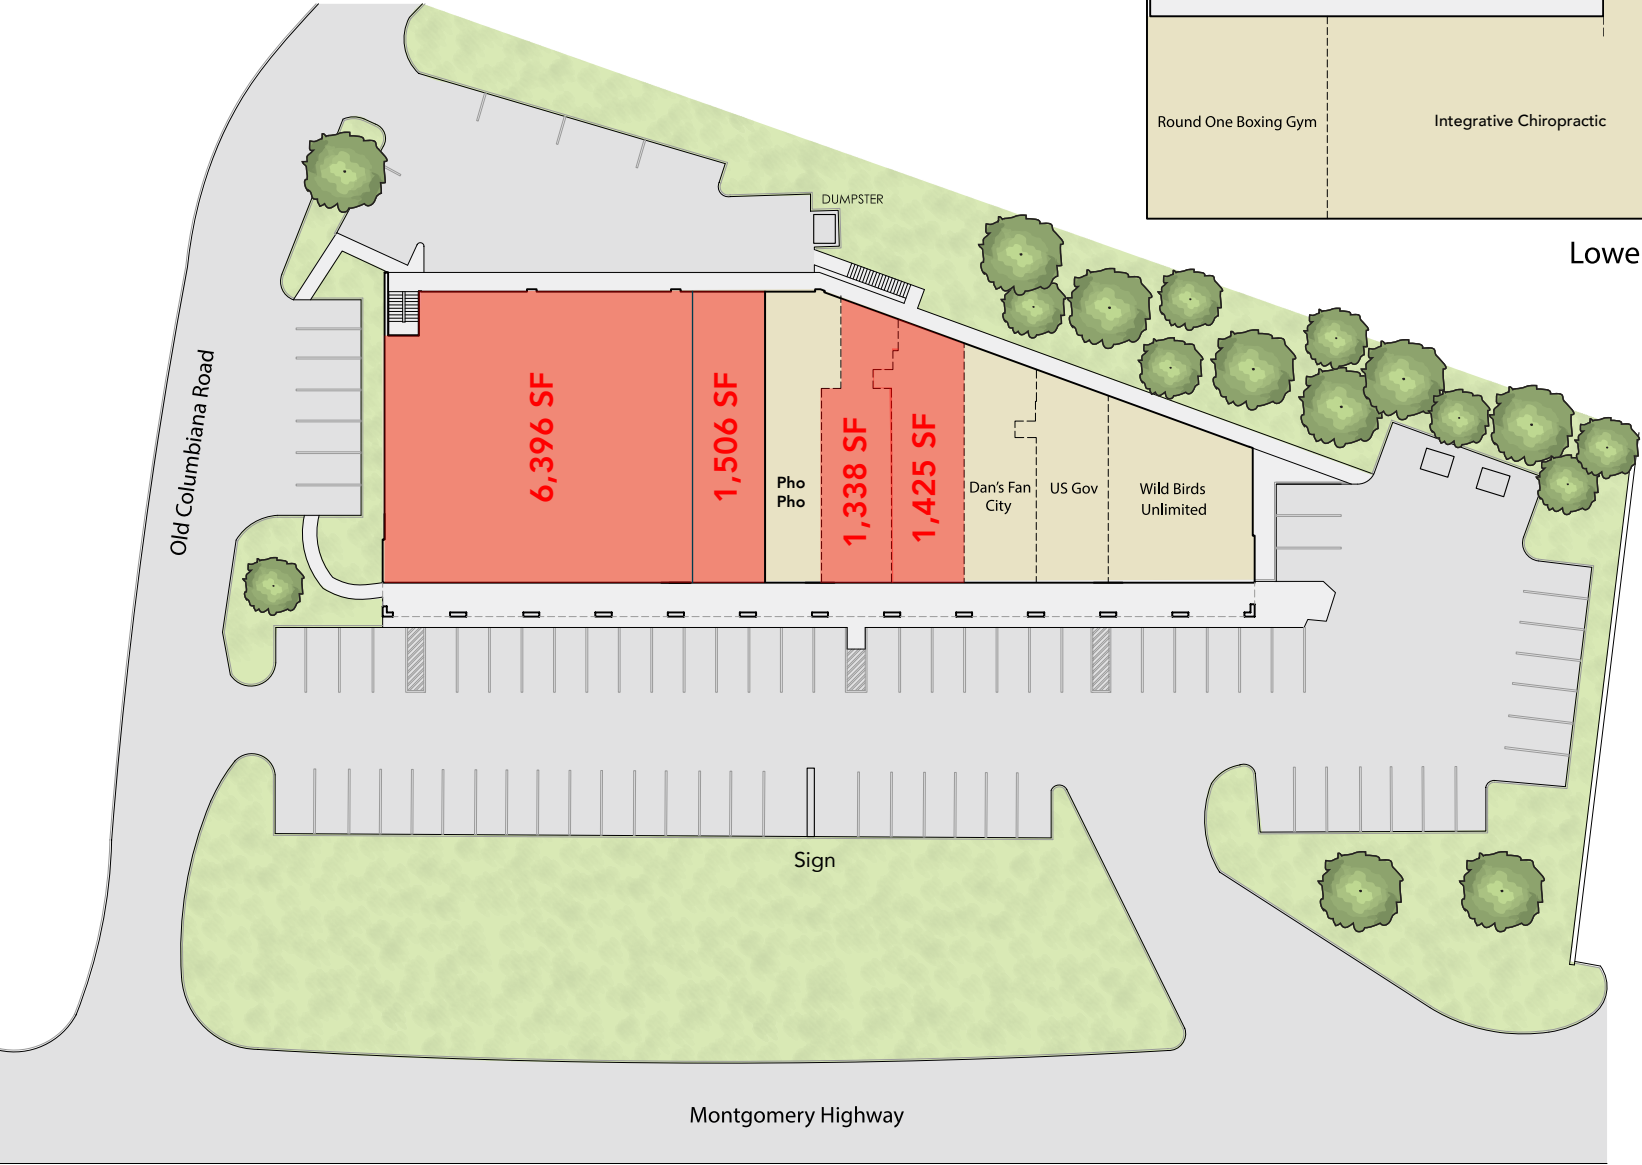 Round One Boxing Gym
Integrative Chiropractic
DUMPSTER
Lowe
Old Columbiana Road
6,396 SF
1,506 SF
Pho
Pho
1,338 SF
1,425 SF
Dan's Fan
City
US Gov
Wild Birds
Unlimited
Sign
Montgomery Highway